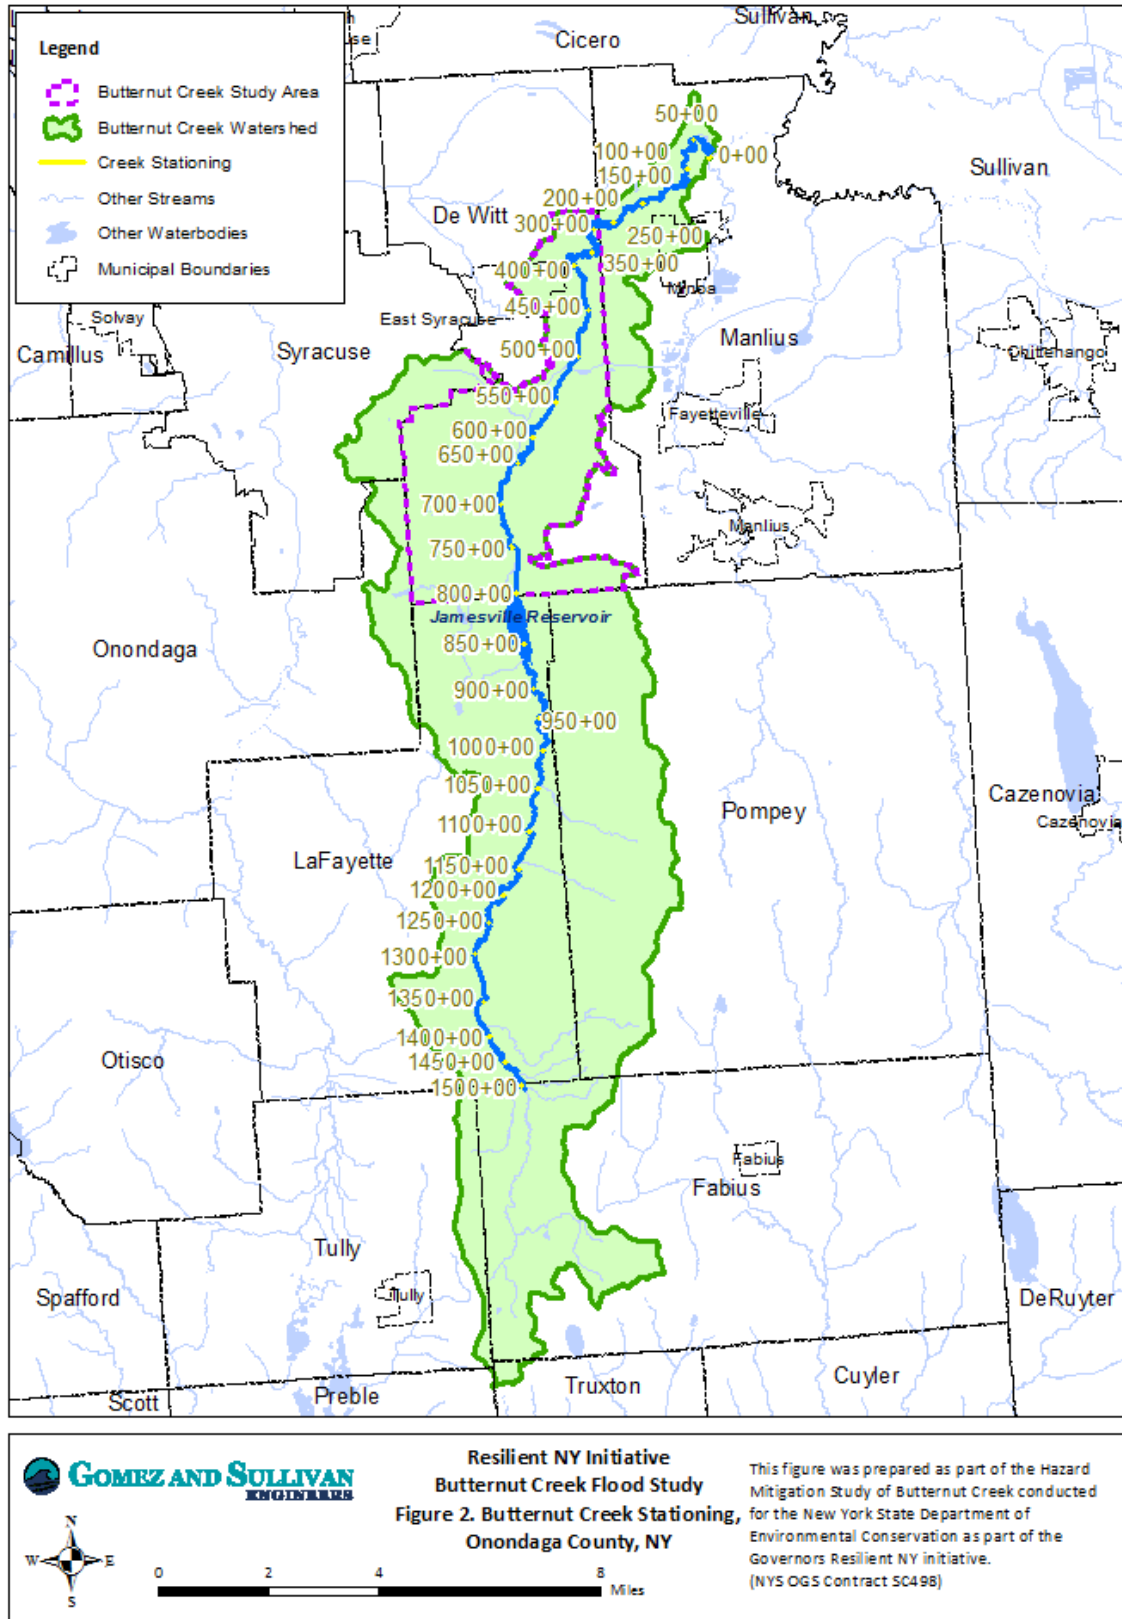 Legend
Butternut Creek Study Area
Butternut Creek Watershed
Creek Stationing
Other Streams
Other Waterbodies
Municipal Boundaries
Sullivan
Cicero
50+00
100+00
0+00
150+00
Sullivan
200+00
De Witt
300+00
250+00
350+00
400+00
Minoa
450+00
Solvay
East Syracuse
Manlius
Camillus
Syracuse
500+00
Chittenango
550+00
Fayetteville
600+00
650+00
700+00
Manlius
750+00
800+00
Jamesville Reservoir
850+00
Onondaga
900+00
950+00
1000+00
1050+00
Cazenovia
Pompey
Cazenovia
1100+00
LaFayette
1150+00
1200+00
1250+00
1300+00
1350+00
1400+00
Otisco
1450+00
1500+00
Fabius
Fabius
Tully
Tully
Spafford
DeRuyter
Cuyler
Truxton
Preble
Scott
GOMEZ AND SULLIVAN
ENGINEERS
Resilient NY Initiative
Butternut Creek Flood Study
Figure 2. Butternut Creek Stationing,
Onondaga County, NY
This figure was prepared as part of the Hazard
Mitigation Study of Butternut Creek conducted
for the New York State Department of
Environmental Conservation as part of the
Governors Resilient NY initiative.
(NYS OGS Contract SC498)
N
W E
S
0 2 4 8
Miles